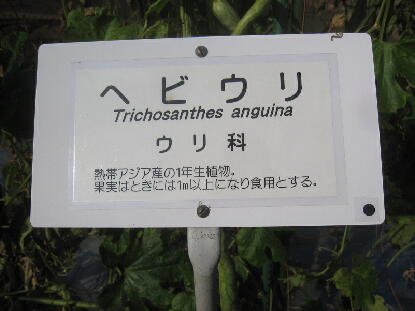 ヘビウリ
Trichosanthes anguina
ウリ科
熱帯アジア産の1年生植物。
果実はときには1m以上になり食用とする。